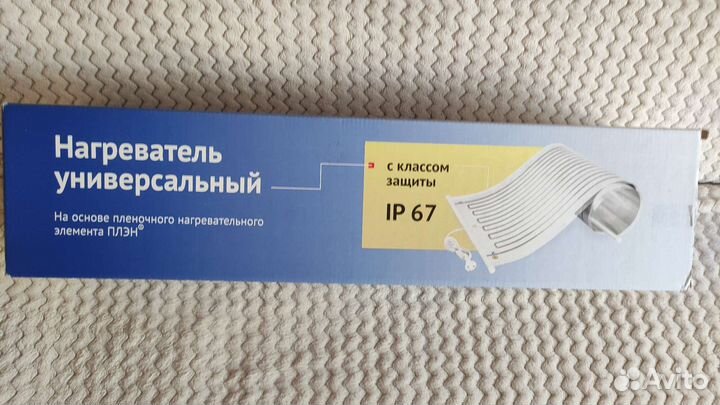 Нагреватель
универсальный
На основе пленочного нагревательного
элемента ПЛЭН®
с классом
защиты
IP 67
Avito